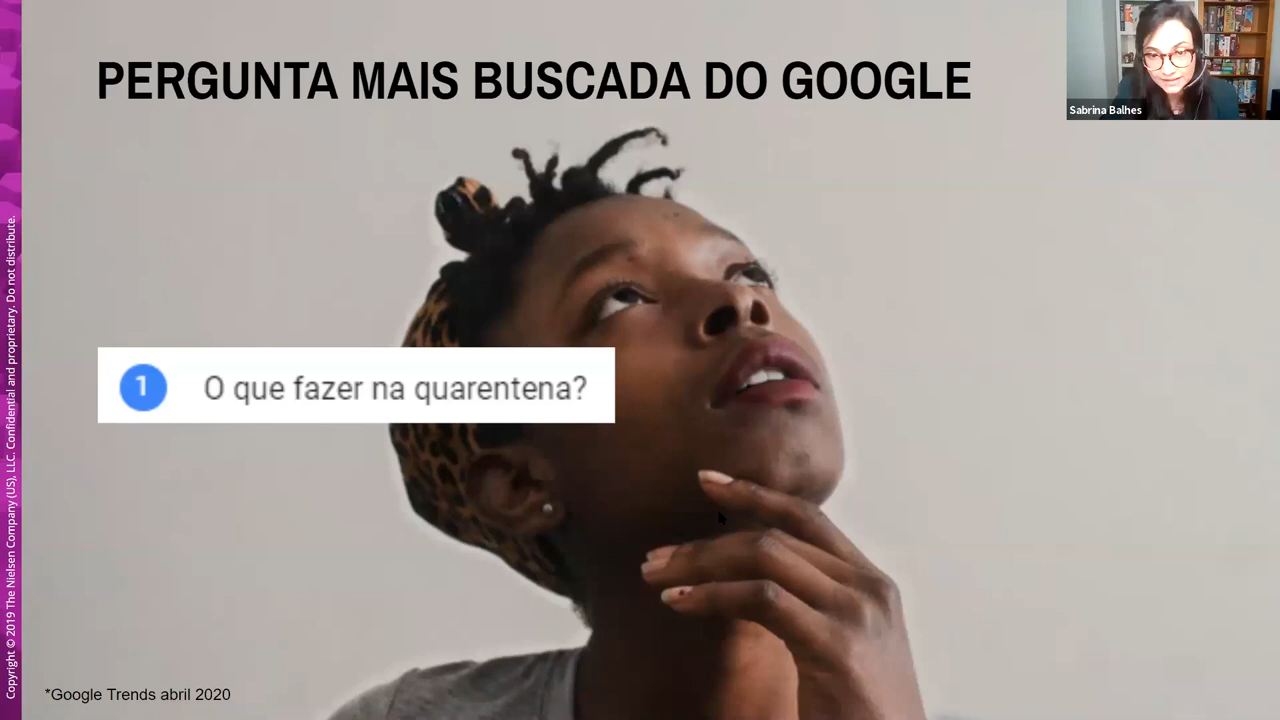 PERGUNTA MAIS BUSCADA DO GOOGLE
Sabrina Balhes
1 O que fazer na quarentena?
*Google Trends abril 2020
Copyright © 2019 The Nielsen Company (US), LLC. Confidential and proprietary. Do not distribute.